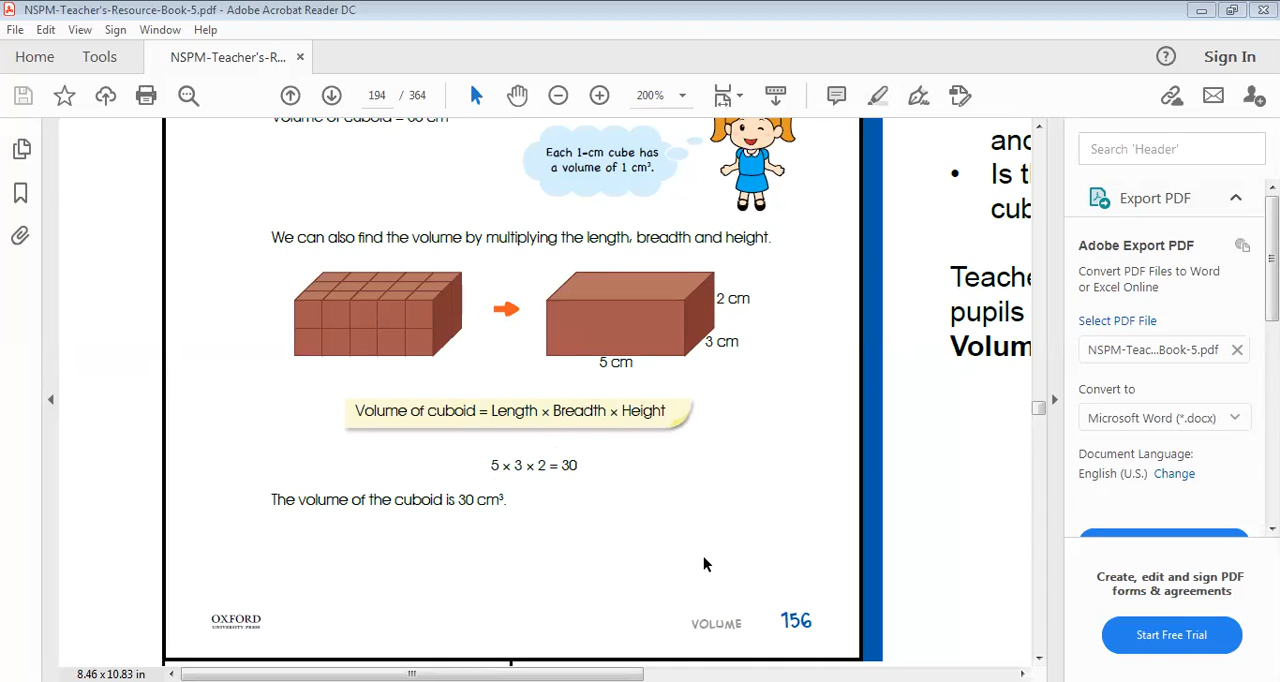 NSPM-Teacher's-Resource-Book-5.pdf - Adobe Acrobat Reader DC
File Edit View Sign Window Help
Home Tools NSPM-Teacher's-R... ×
? Sign In
194 / 364 200%
Each 1-cm cube has
a volume of 1 cm³.
We can also find the volume by multiplying the length, breadth and height.
2 cm
3 cm
5 cm
Volume of cuboid = Length × Breadth × Height
5 × 3 × 2 = 30
The volume of the cuboid is 30 cm³.
OXFORD
UNIVERSITY PRESS
VOLUME 156
8.46 x 10.83 in
and
• Is
cub
Teache
pupils
Volum
Search 'Header'
Export PDF
Adobe Export PDF
Convert PDF Files to Word
or Excel Online
Select PDF File
NSPM-Teac...Book-5.pdf
Convert to
Microsoft Word (*.docx)
Document Language:
English (U.S.) Change
Create, edit and sign PDF
forms & agreements
Start Free Trial